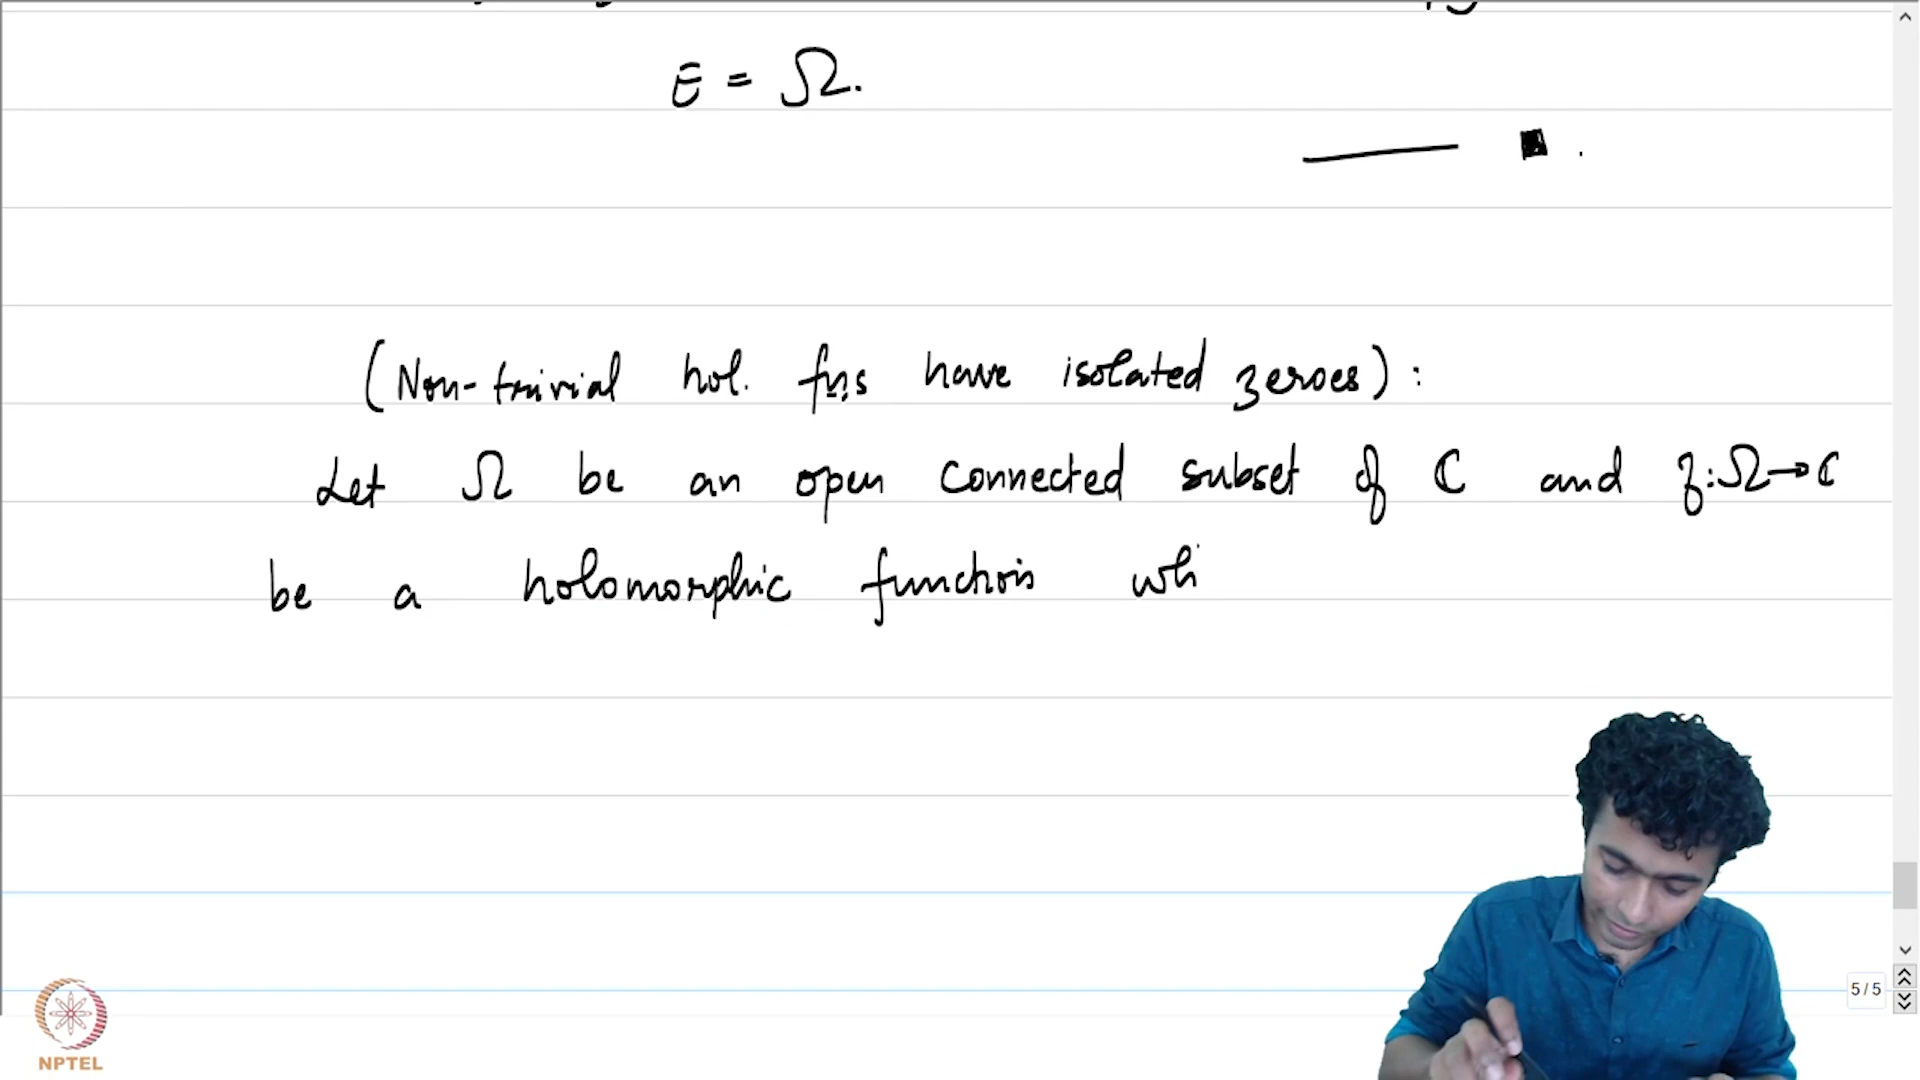 E = Ω.
(Non-trivial hol. fns have isolated zeroes) :
Let Ω be an open connected subset of ℂ and f:Ω→ℂ
be a holomorphic function whi
5 / 5
NPTEL